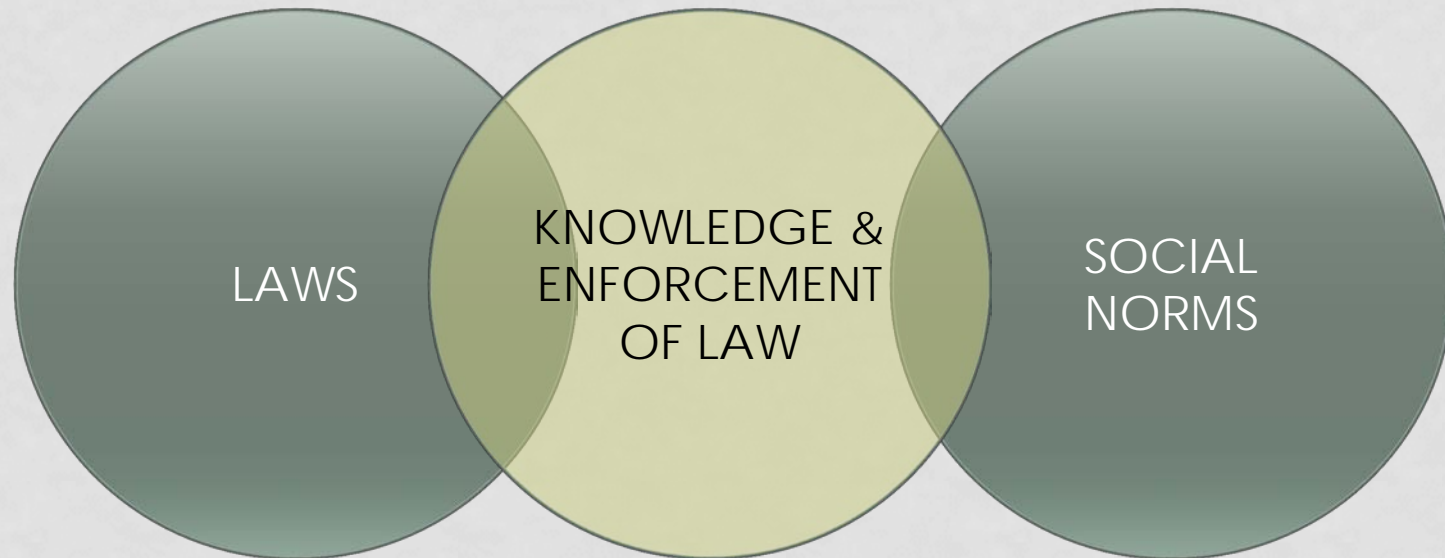 LAWS
KNOWLEDGE &
ENFORCEMENT
OF LAW
SOCIAL
NORMS